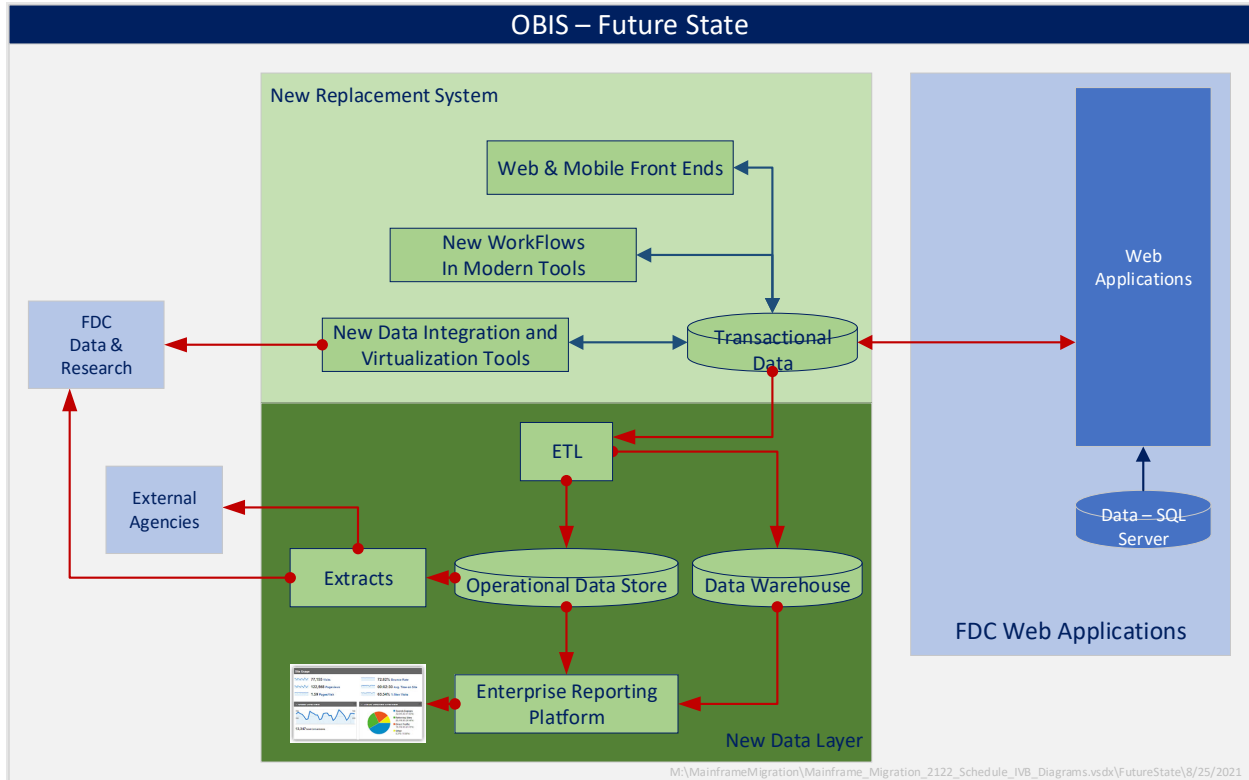 OBIS – Future State
New Replacement System
Web & Mobile Front Ends
New WorkFlows
In Modern Tools
New Data Integration and
Virtualization Tools
Transactional
Data
FDC
Data &
Research
External
Agencies
ETL
Extracts
Operational Data Store
Data Warehouse
Enterprise Reporting
Platform
New Data Layer
Web
Applications
Data – SQL
Server
FDC Web Applications
M:\MainframeMigration\Mainframe_Migration_2122_Schedule_IVB_Diagrams.vsdx\FutureState\8/25/2021